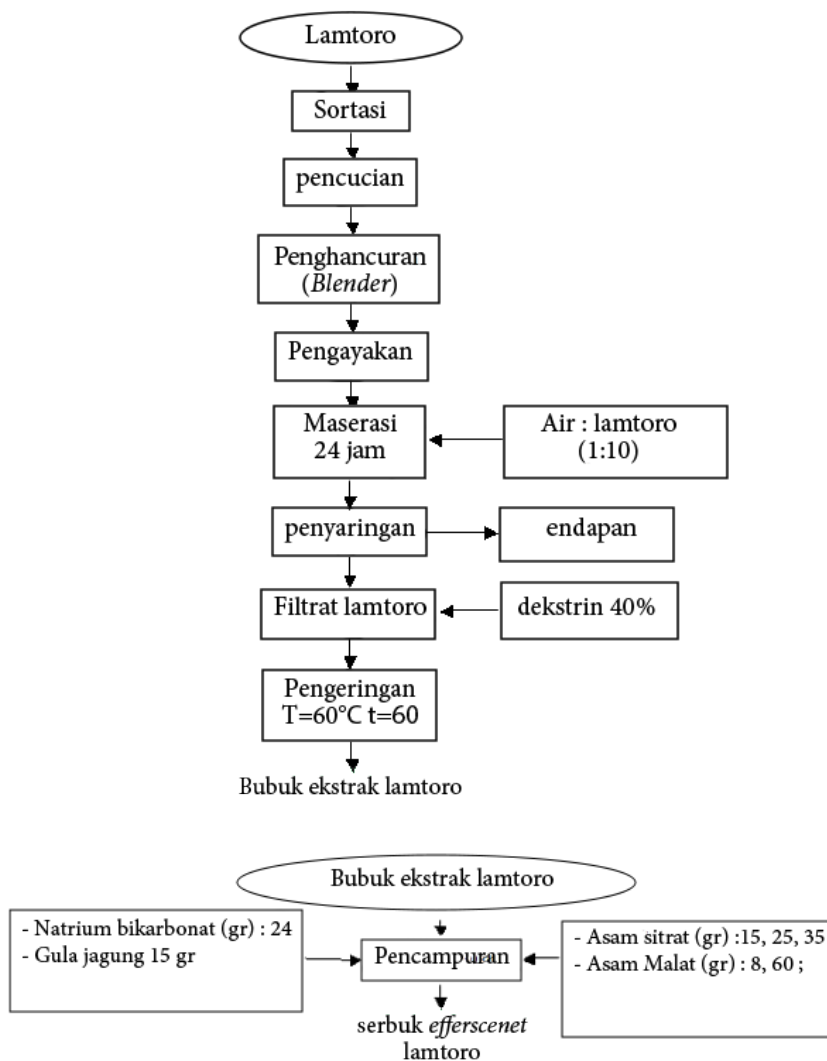 Lamtoro
Sortasi
pencucian
Penghancuran
(Blender)
Pengayakan
Maserasi
24 jam
Air : lamtoro
(1:10)
penyaringan
endapan
Filtrat lamtoro
dekstrin 40%
Pengeringan
T=60°C t=60
Bubuk ekstrak lamtoro
Bubuk ekstrak lamtoro
- Natrium bikarbonat (gr) : 24
- Gula jagung 15 gr
Pencampuran
- Asam sitrat (gr) :15, 25, 35
- Asam Malat (gr) : 8, 60 ;
serbuk efferscenet
lamtoro